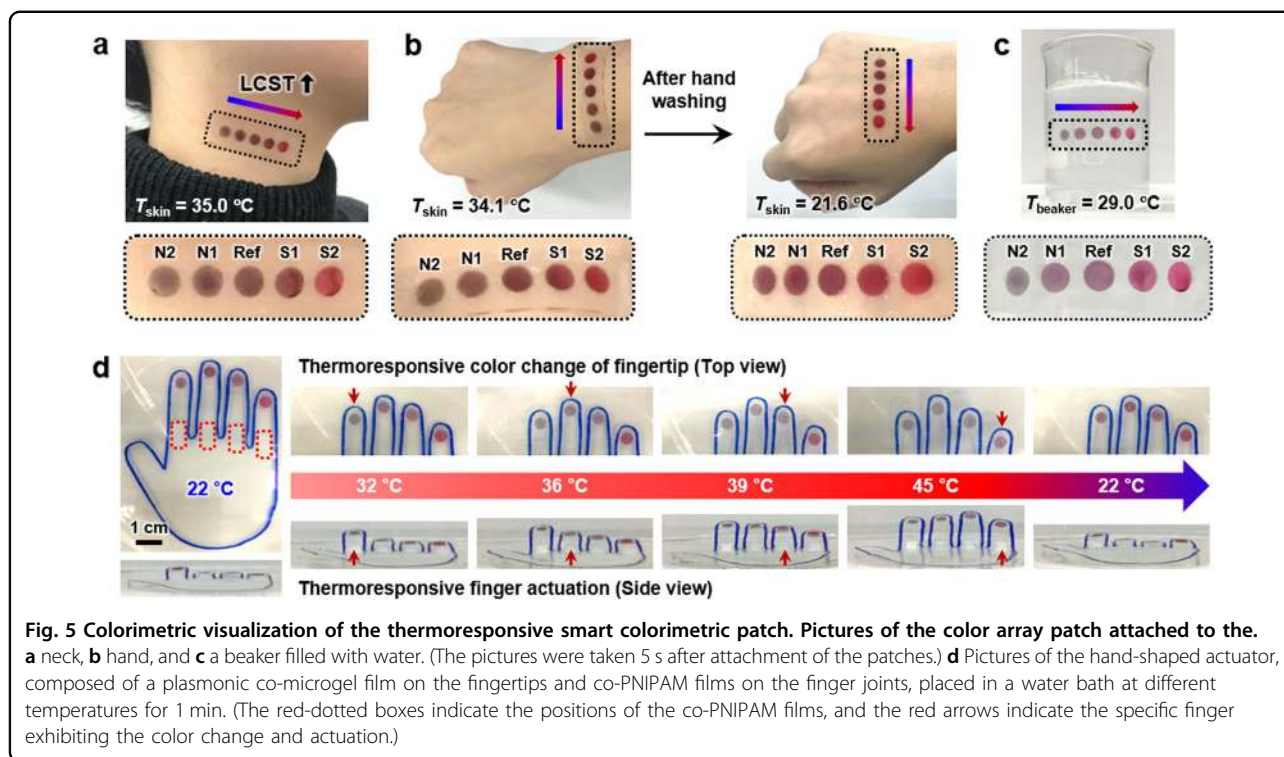 a
LCST ↑
T skin = 35.0 °C
N2 N1 Ref S1 S2
b
T skin = 34.1 °C
N2 N1 Ref S1 S2
After hand
washing
T skin = 21.6 °C
N2 N1 Ref S1 S2
c
T beaker = 29.0 °C
N2 N1 Ref S1 S2
d
22 °C
1 cm
Thermoresponsive color change of fingertip (Top view)
32 °C 36 °C 39 °C 45 °C 22 °C
Thermoresponsive finger actuation (Side view)
Fig. 5 Colorimetric visualization of the thermoresponsive smart colorimetric patch. Pictures of the color array patch attached to the.
a neck, b hand, and c a beaker filled with water. (The pictures were taken 5 s after attachment of the patches.) d Pictures of the hand-shaped actuator,
composed of a plasmonic co-microgel film on the fingertips and co-PNIPAM films on the finger joints, placed in a water bath at different
temperatures for 1 min. (The red-dotted boxes indicate the positions of the co-PNIPAM films, and the red arrows indicate the specific finger
exhibiting the color change and actuation.)